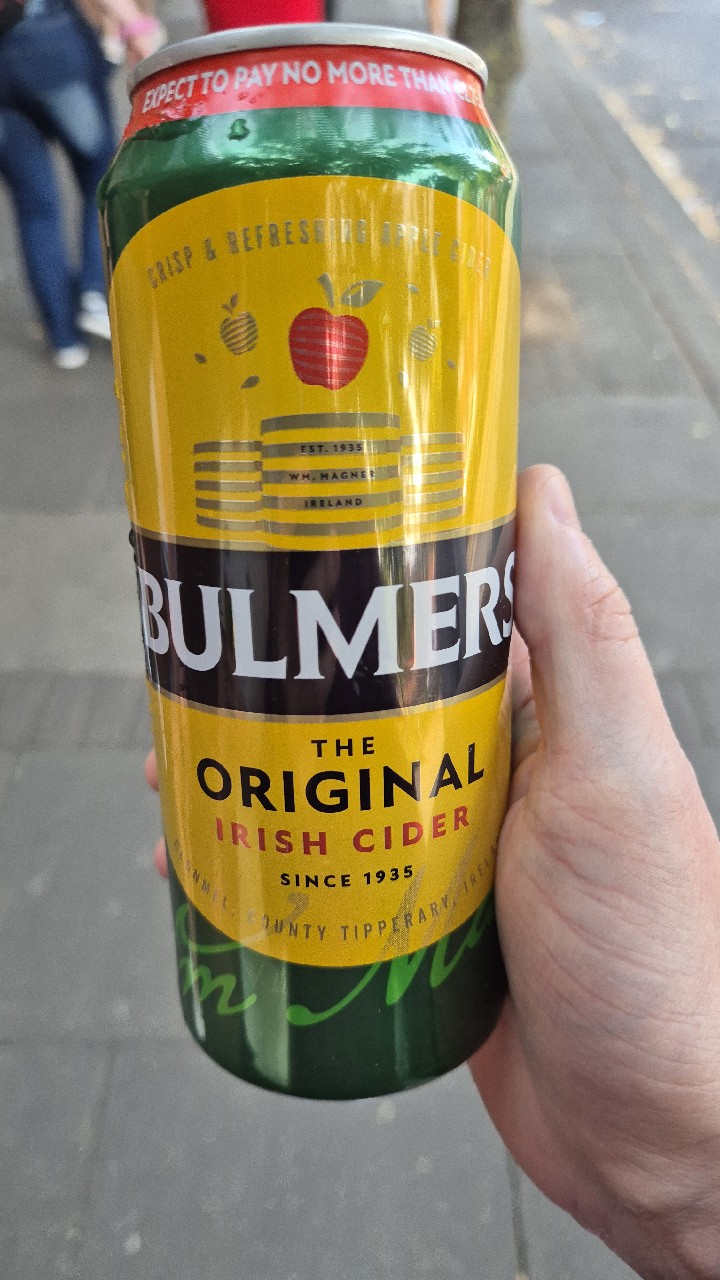 EXPECT TO PAY NO MORE THAN
CRISP & REFRESHING APPLE CIDER
EST. 1935
WM. MAGNER
IRELAND
BULMERS
THE
ORIGINAL
IRISH CIDER
SINCE 1935
COUNTY TIPPERARY,